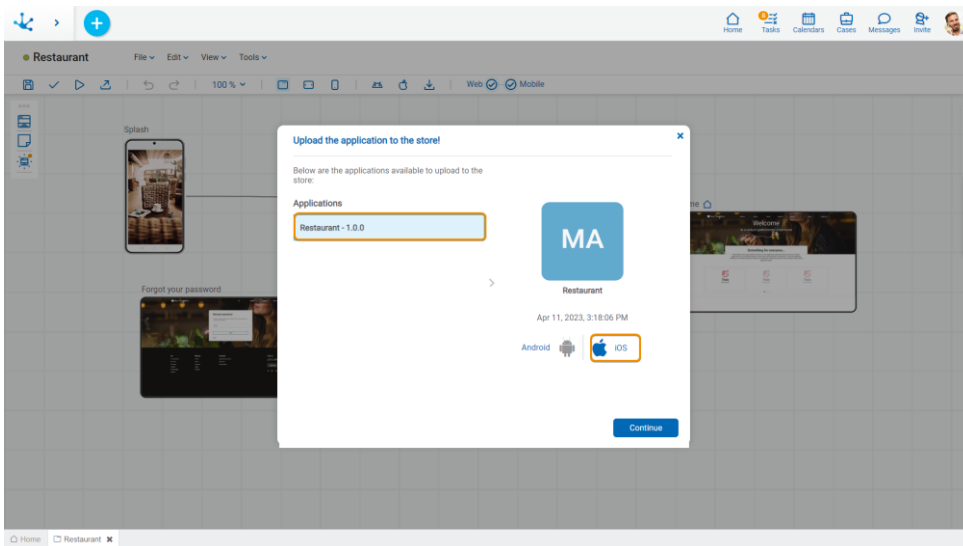 Home
8
Tasks
Calendars
Cases
Messages
Invite
Restaurant
File
Edit
View
Tools
100 %
Web
Mobile
Splash
Upload the application to the store!
Below are the applications available to upload to the
store:
Applications
Restaurant - 1.0.0
MA
Restaurant
Apr 11, 2023, 3:18:06 PM
Android
iOS
Continue
me
Welcome
Forgot your password
Home
Restaurant